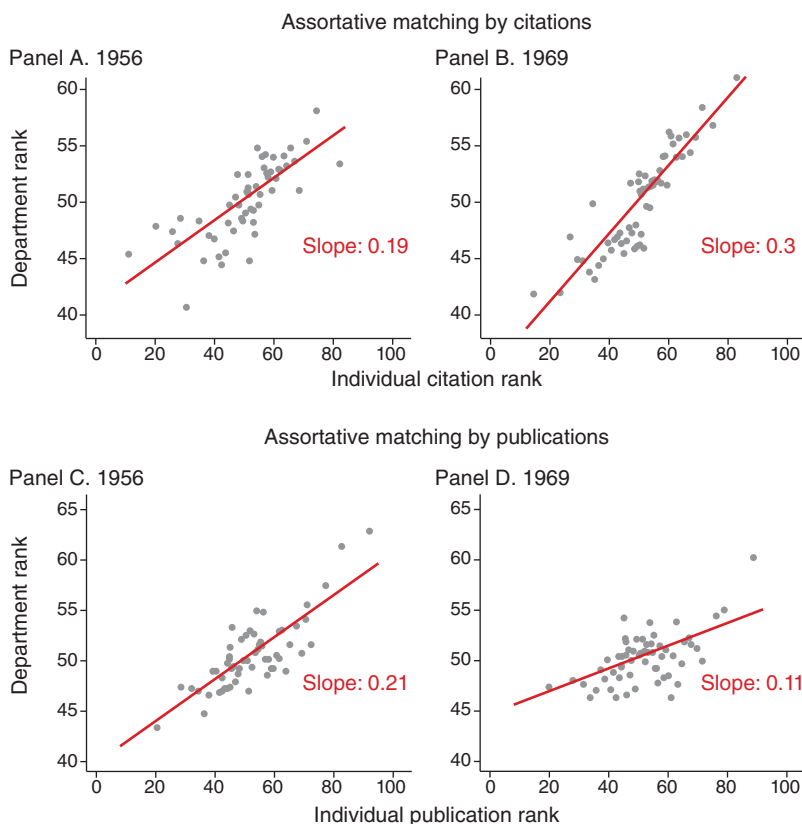 Assortative matching by citations
Panel A. 1956
Panel B. 1969
Department rank
60
55
50
45
40
Slope: 0.19
0 20 40 60 80 100
60
55
50
45
40
Slope: 0.3
0 20 40 60 80 100
Individual citation rank
Assortative matching by publications
Panel C. 1956
Panel D. 1969
Department rank
65
60
55
50
45
40
Slope: 0.21
0 20 40 60 80 100
65
60
55
50
45
40
Slope: 0.11
0 20 40 60 80 100
Individual publication rank